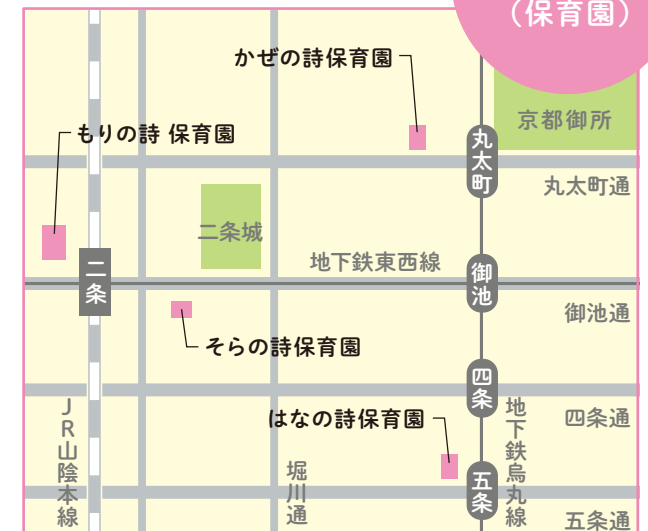 （保育園）
かぜの詩保育園
京都御所
もりの詩 保育園
丸太町
丸太町通
二条城
地下鉄東西線
二条
御池
御池通
そらの詩保育園
四条
JR山陰本線
はなの詩保育園
地下鉄烏丸線
四条通
堀川通
五条
五条通